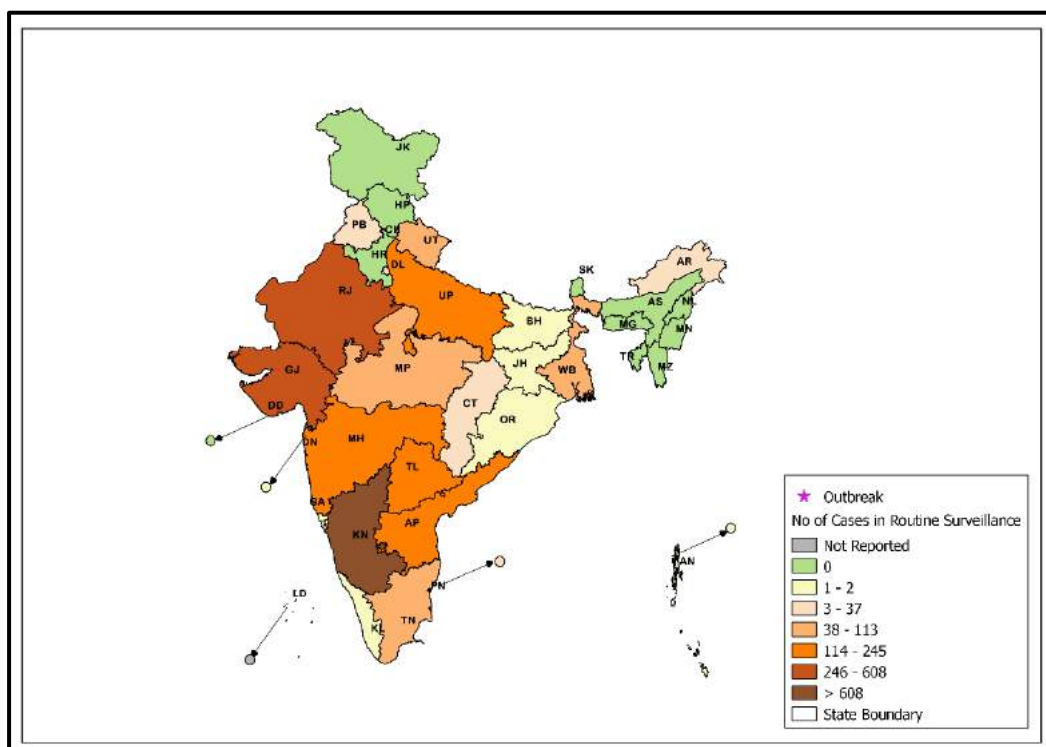 JK
HP
PB
CH
UT
HR
DL
AR
SK
RJ
UP
AS
NL
BH
MG
MN
TR
MZ
GJ
MP
JH
WB
DD
CT
OR
DN
MH
TL
GA
AP
KN
AN
PN
LD
KL
TN
Outbreak
No of Cases in Routine Surveillance
Not Reported
0
1 - 2
3 - 37
38 - 113
114 - 245
246 - 608
> 608
State Boundary